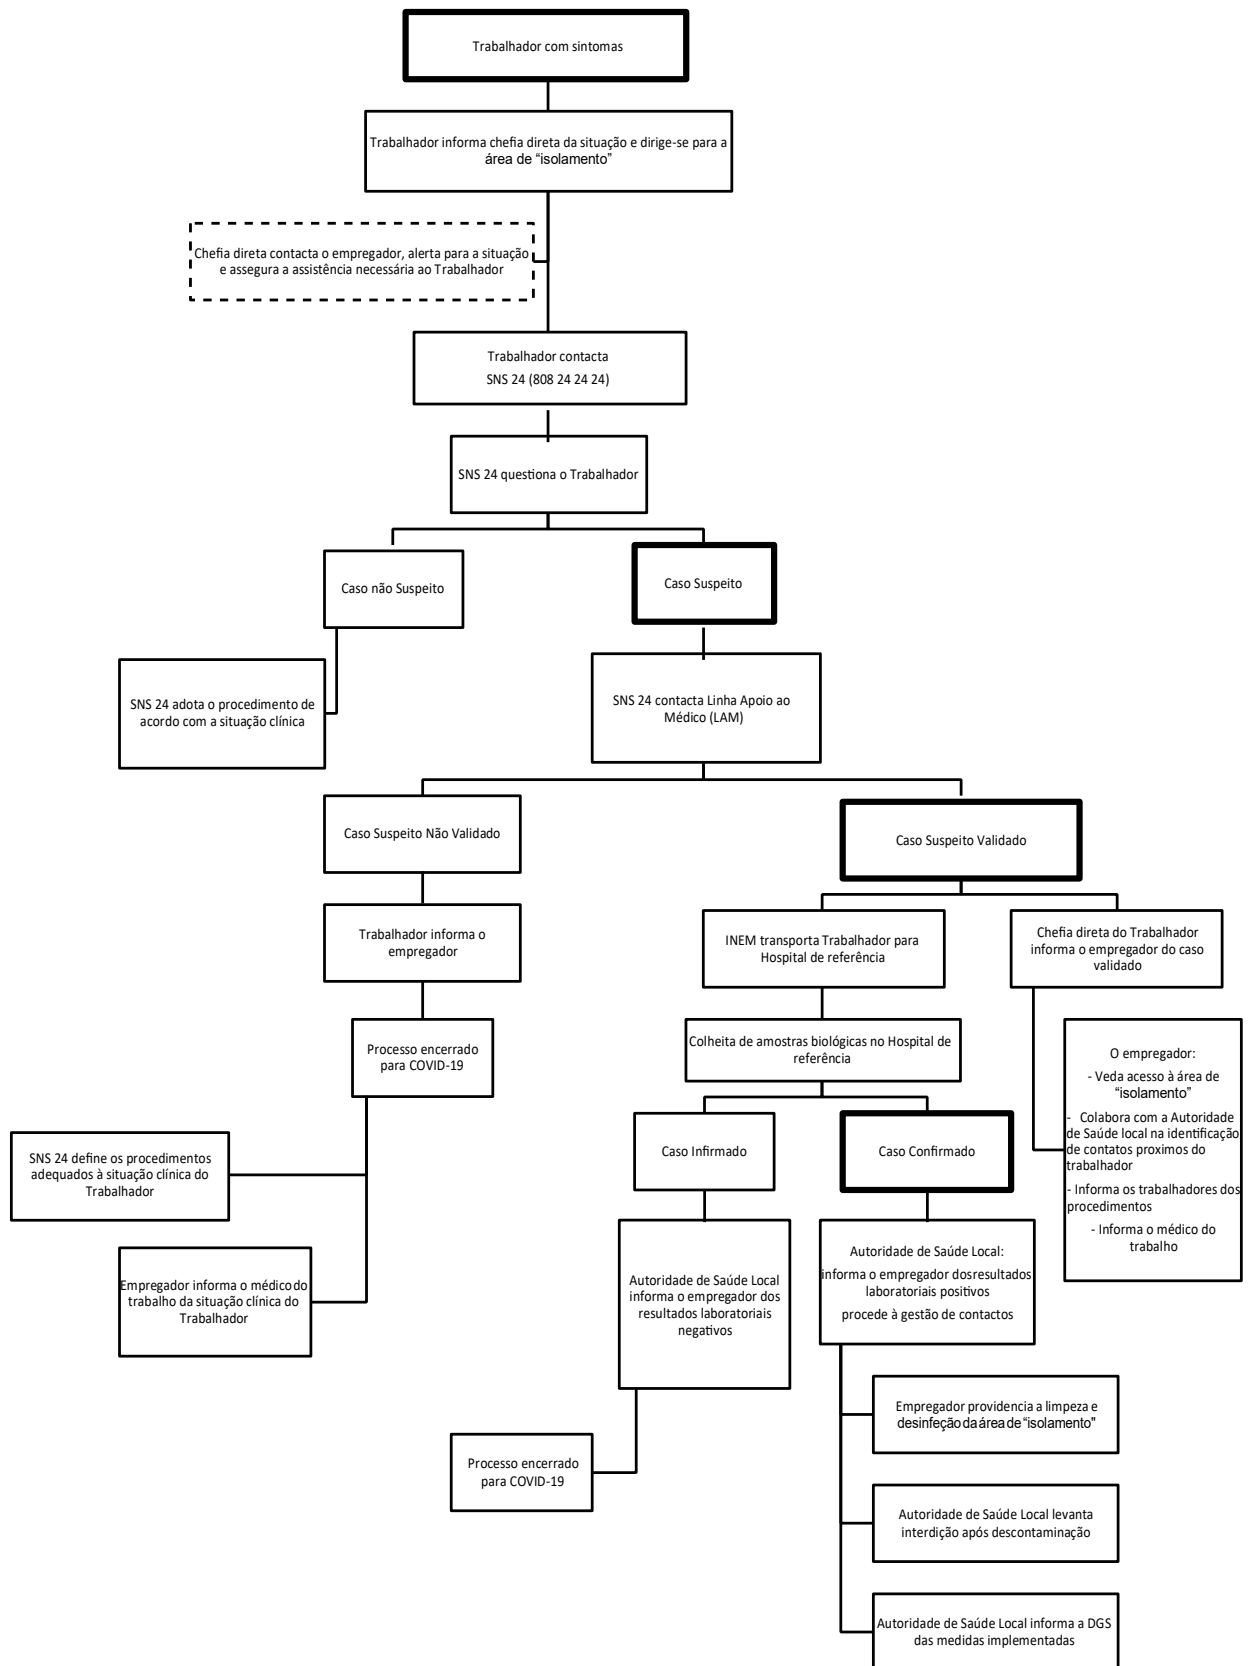 Trabalhador com sintomas
Trabalhador informa chefia direta da situação e dirige-se para a
área de “isolamento”
Chefia direta contacta o empregador, alerta para a situação
e assegura a assistência necessária ao Trabalhador
Trabalhador contacta
SNS 24 (808 24 24 24)
SNS 24 questiona o Trabalhador
Caso não Suspeito
Caso Suspeito
SNS 24 adota o procedimento de
acordo com a situação clínica
SNS 24 contacta Linha Apoio ao
Médico (LAM)
Caso Suspeito Não Validado
Caso Suspeito Validado
Trabalhador informa o
empregador
INEM transporta Trabalhador para
Hospital de referência
Chefia direta do Trabalhador
informa o empregador do caso
validado
Processo encerrado
para COVID-19
Colheita de amostras biológicas no Hospital de
referência
O empregador:
- Veda acesso à área de
“isolamento”
- Colabora com a Autoridade
de Saúde local na identificação
de contatos proximos do
trabalhador
- Informa os trabalhadores dos
procedimentos
- Informa o médico do
trabalho
SNS 24 define os procedimentos
adequados à situação clínica do
Trabalhador
Caso Infirmado
Caso Confirmado
Empregador informa o médico do
trabalho da situação clínica do
Trabalhador
Autoridade de Saúde Local
informa o empregador dos
resultados laboratoriais
negativos
Autoridade de Saúde Local:
informa o empregador dosresultados
laboratoriais positivos
procede à gestão de contactos
Processo encerrado
para COVID-19
Empregador providencia a limpeza e
desinfeção da área de “isolamento”
Autoridade de Saúde Local levanta
interdição após descontaminação
Autoridade de Saúde Local informa a DGS
das medidas implementadas